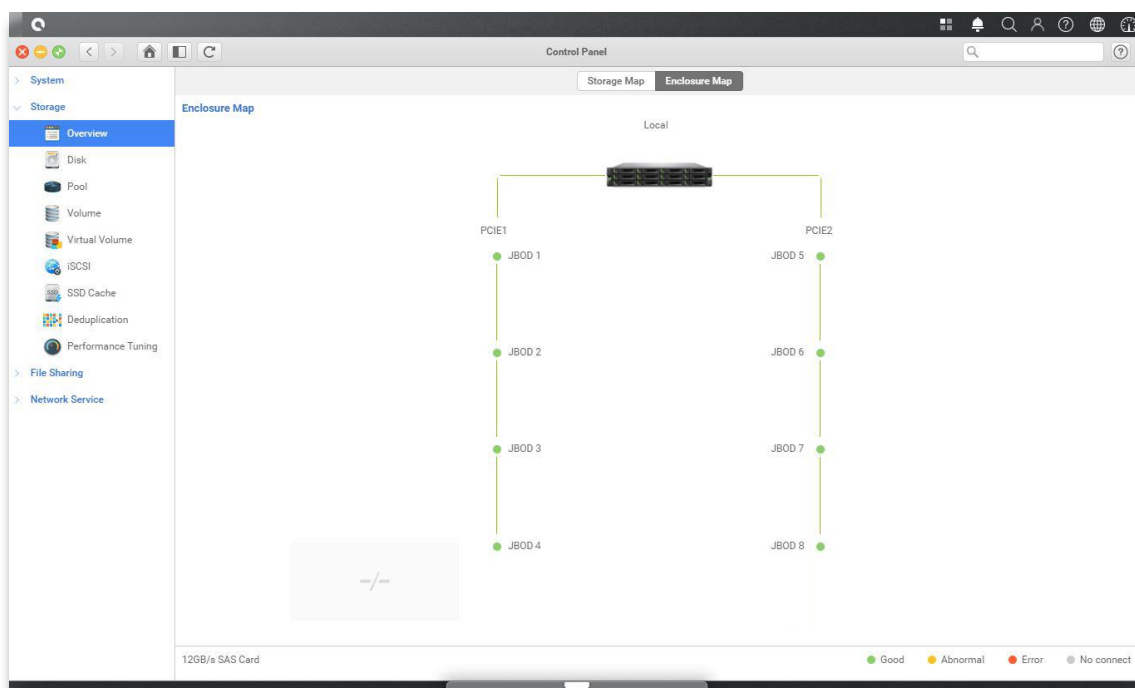 Control Panel
System
Storage
Overview
Disk
Pool
Volume
Virtual Volume
iSCSI
SSD Cache
Deduplication
Performance Tuning
File Sharing
Network Service
Storage Map Enclosure Map
Enclosure Map
Local
PCIE1 PCIE2
JBOD 1 JBOD 5
JBOD 2 JBOD 6
JBOD 3 JBOD 7
JBOD 4 JBOD 8
-/-
12GB/s SAS Card
Good Abnormal Error No connect